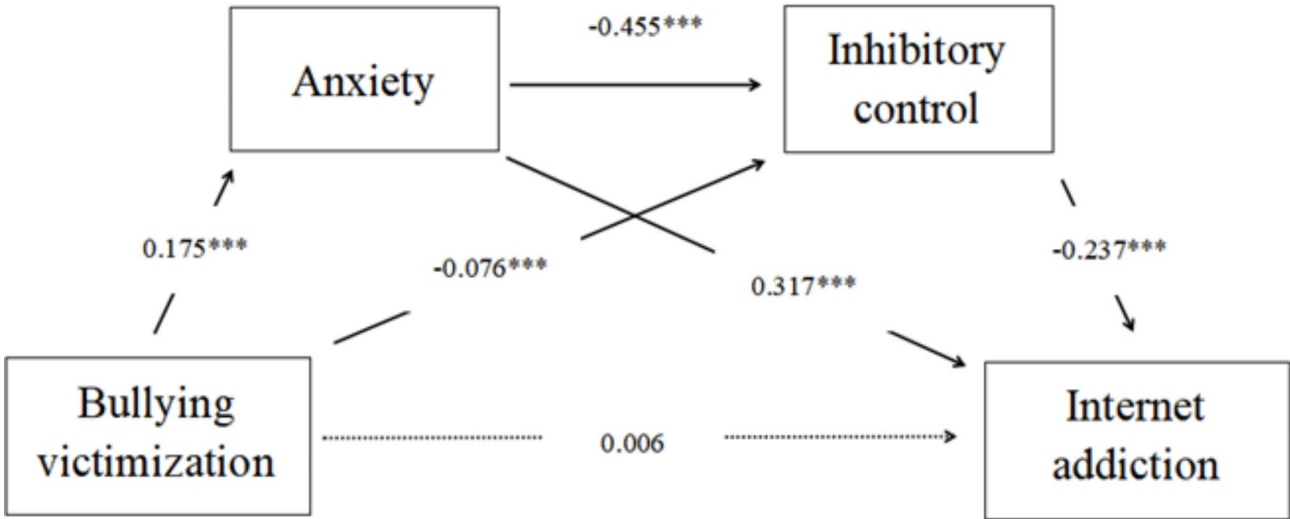 -0.455***
Anxiety
Inhibitory
control
0.175***
-0.076***
0.317***
-0.237***
Bullying
victimization
0.006
Internet
addiction